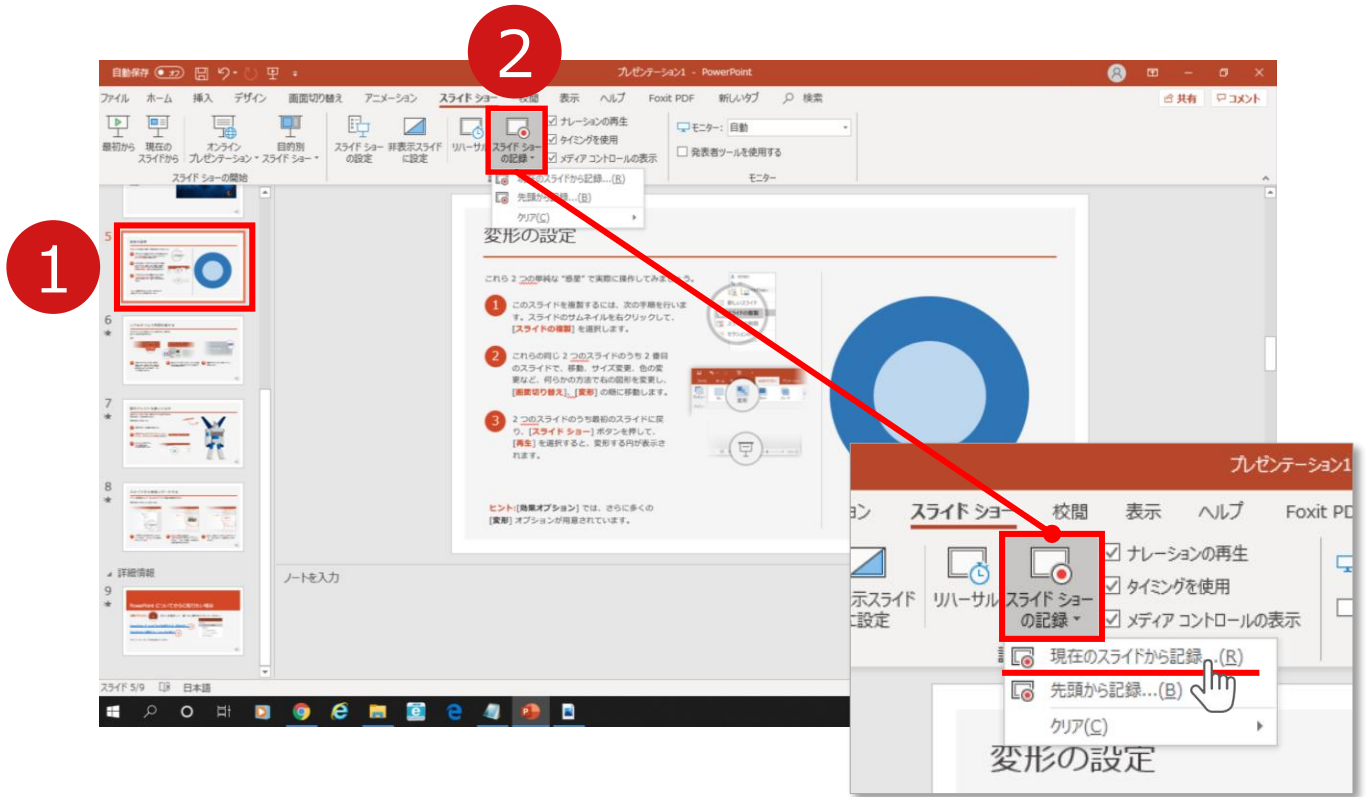 2
1
自動保存 オフ
プレゼンテーション1 - PowerPoint
ファイル ホーム 挿入 デザイン 画面切り替え アニメーション スライド ショー 校閲 表示 ヘルプ Foxit PDF 新しいタブ 検索
共有 コメント
最初から
現在の
スライドから
オンライン
プレゼンテーション
目的別
スライド ショー
スライド ショー
の設定
非表示スライド
に設定
リハーサル
スライド ショー
の記録
ナレーションの再生
タイミングを使用
メディア コントロールの表示
モニター: 自動
発表者ツールを使用する
スライド ショーの開始
モニター
現在のスライドから記録...(R)
先頭から記録...(B)
クリア(C)
5
6
7
8
詳細情報
9
変形の設定
これら 2 つの単純な "惑星" で実際に操作してみましょう。
1 このスライドを複製するには、次の手順を行いま
す。スライドのサムネイルを右クリックして、
[スライドの複製] を選択します。
2 これらの同じ 2 つのスライドのうち 2 番目
のスライドで、移動、サイズ変更、色の変
更など、何らかの方法で右の図形を変更し、
[画面切り替え]、[変形] の順に移動します。
3 2 つのスライドのうち最初のスライドに戻
り、[スライド ショー] ボタンを押して、
[再生] を選択すると、変形する円が表示さ
れます。
ヒント:[効果オプション] では、さらに多くの
[変形] オプションが用意されています。
ノートを入力
スライド 5/9 日本語
プレゼンテーション1
ョン スライド ショー 校閲 表示 ヘルプ Foxit PD
示スライド
に設定
リハーサル
スライド ショー
の記録
ナレーションの再生
タイミングを使用
メディア コントロールの表示
現在のスライドから記録...(R)
先頭から記録...(B)
クリア(C)
変形の設定